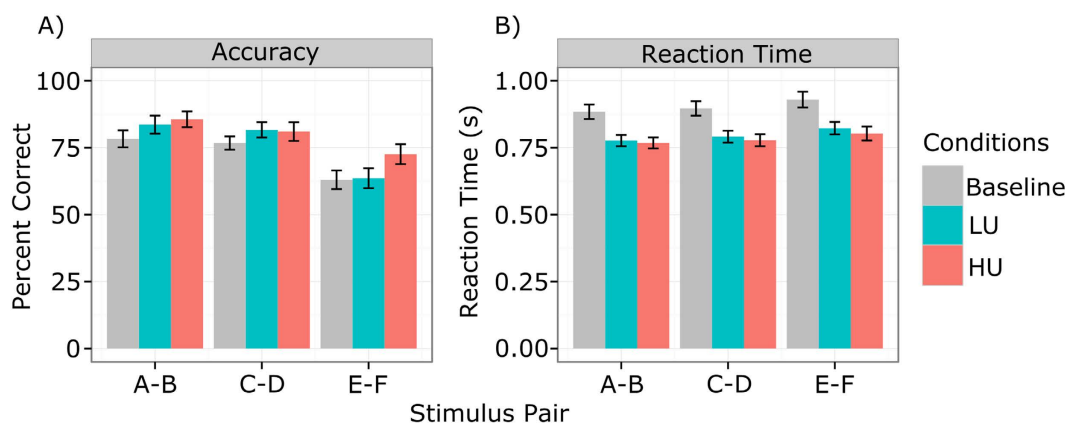 A)
Accuracy
100
75
50
25
0
Percent Correct
A-B
C-D
E-F
B)
Reaction Time
1.00
0.75
0.50
0.25
0.00
Reaction Time (s)
A-B
C-D
E-F
Stimulus Pair
Conditions
Baseline
LU
HU